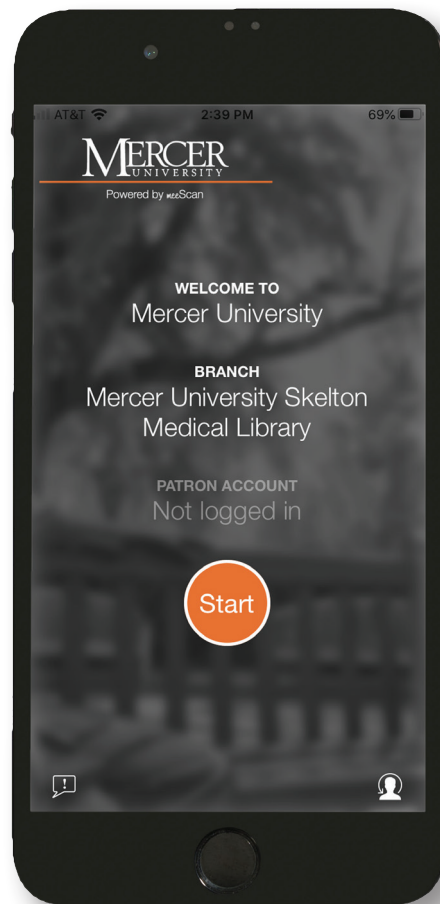 AT&T 2:39 PM 69%
MERCER
UNIVERSITY
Powered by meeScan
WELCOME TO
Mercer University
BRANCH
Mercer University Skelton
Medical Library
PATRON ACCOUNT
Not logged in
Start
!